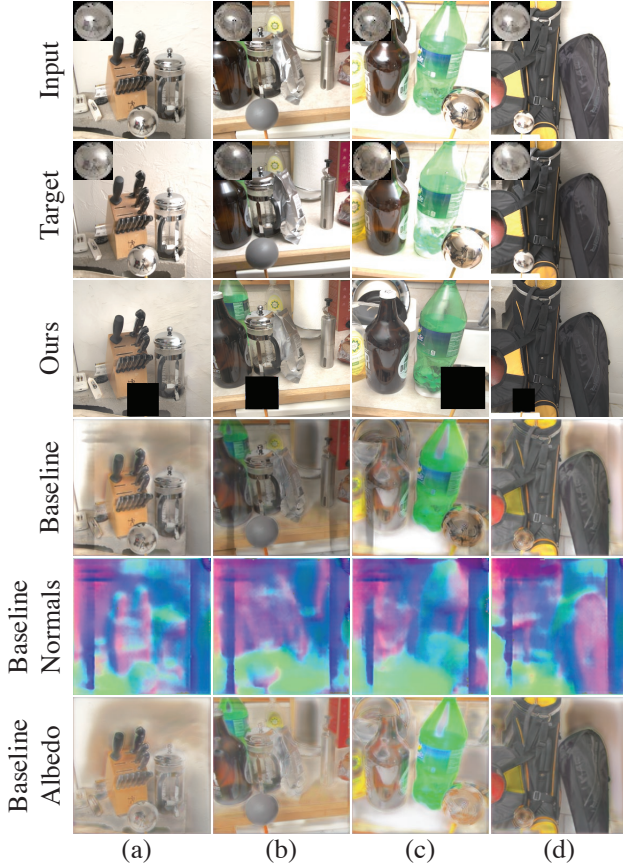 Input
Target
Ours
Baseline
Baseline
Normals
Baseline
Albedo
(a)
(b)
(c)
(d)